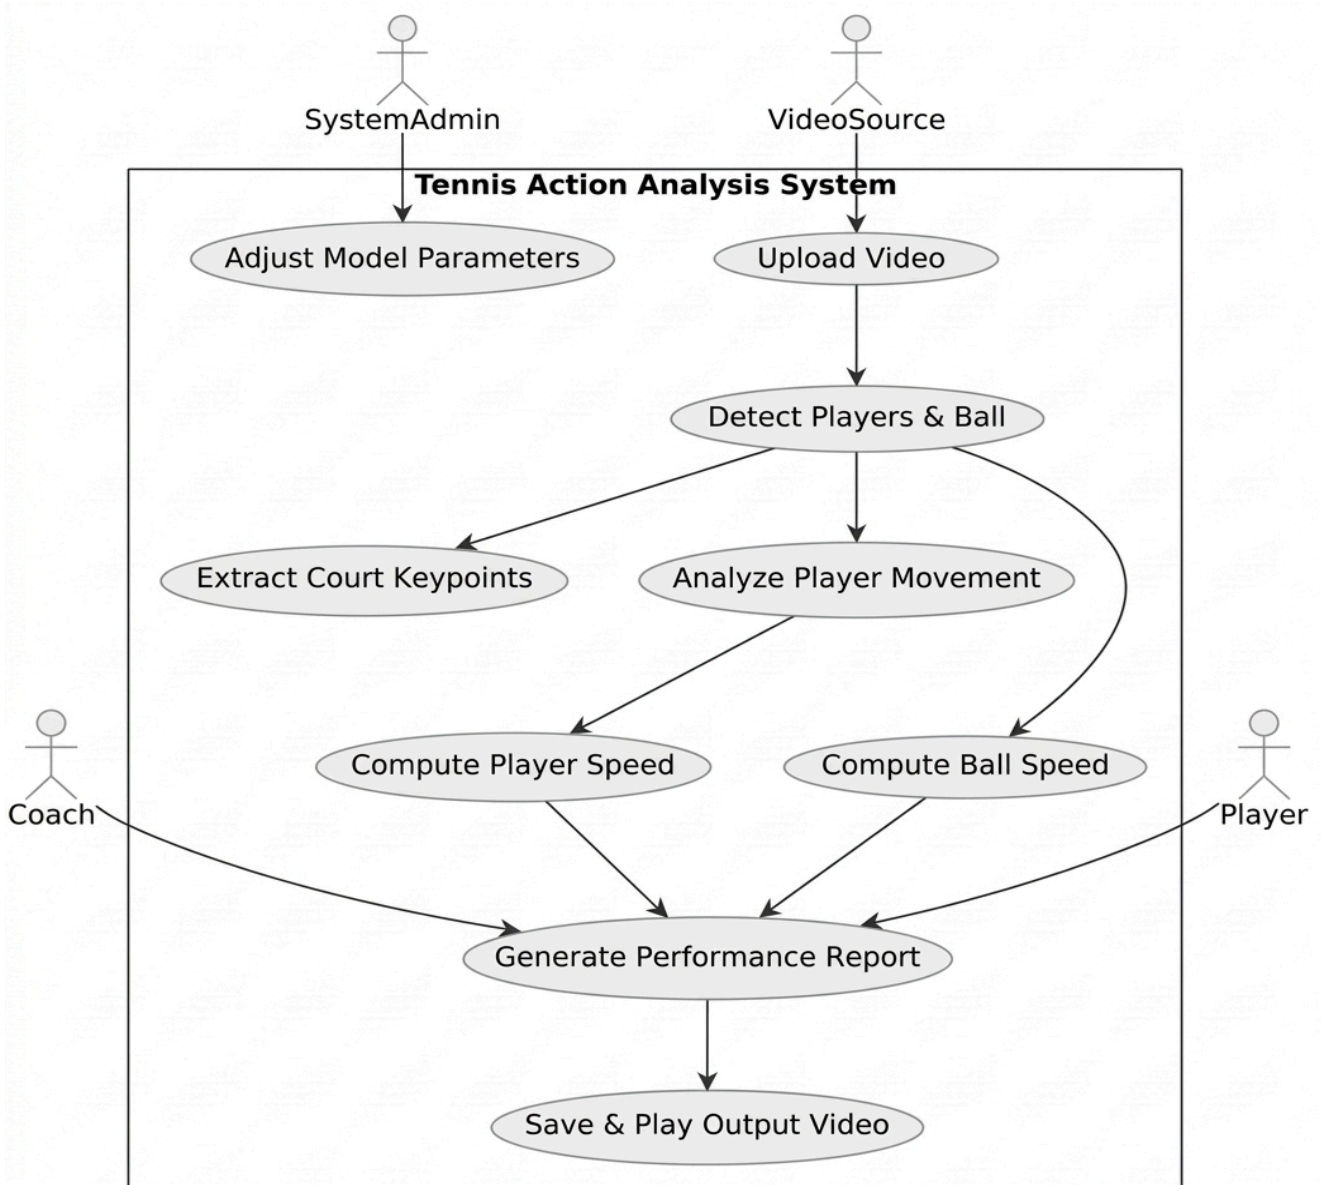 SystemAdmin
VideoSource
Tennis Action Analysis System
Adjust Model Parameters
Upload Video
Detect Players & Ball
Extract Court Keypoints
Analyze Player Movement
Compute Player Speed
Compute Ball Speed
Coach
Player
Generate Performance Report
Save & Play Output Video